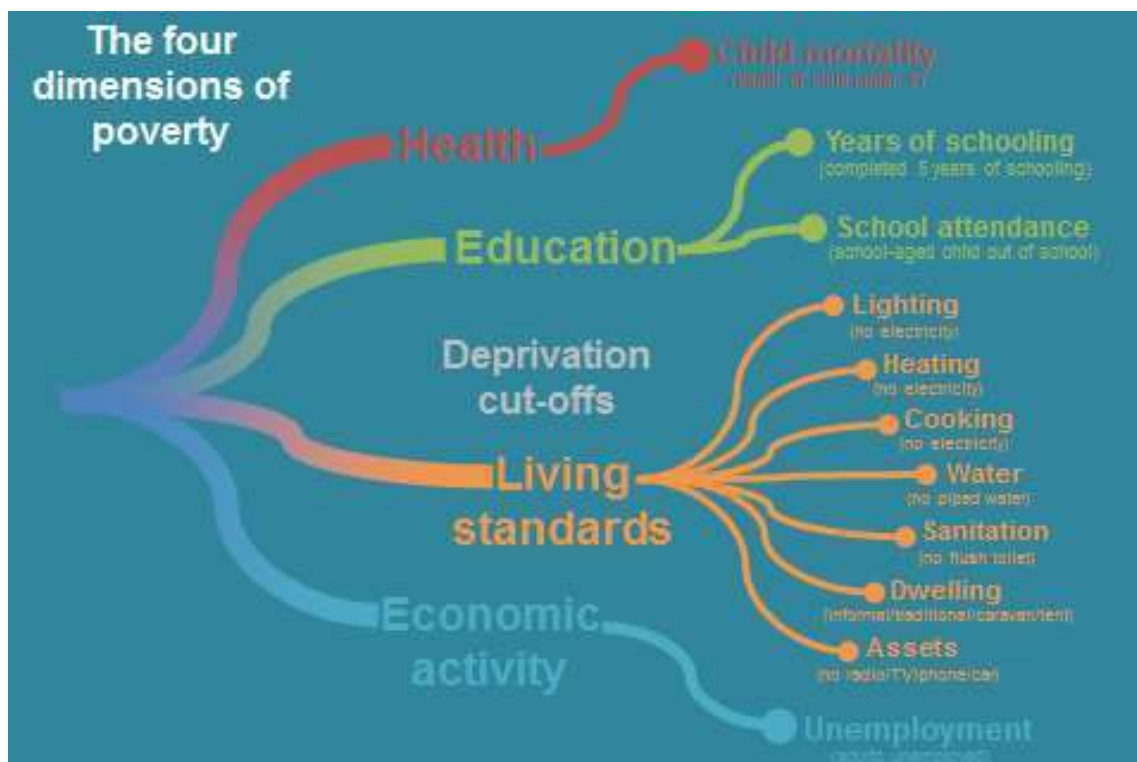 The four
dimensions of
poverty
Child mortality
Health
Years of schooling
(completed 5 years of schooling)
Education
School attendance
(school-aged child out of school)
Lighting
(no electricity)
Deprivation
cut-offs
Heating
(no electricity)
Cooking
(no electricity)
Living
standards
Water
(no piped water)
Sanitation
(no flush toilet)
Dwelling
(informal/traditional/caravan/tent)
Assets
(no radio/TV/phone/car)
Economic
activity
Unemployment
(adults unemployed)